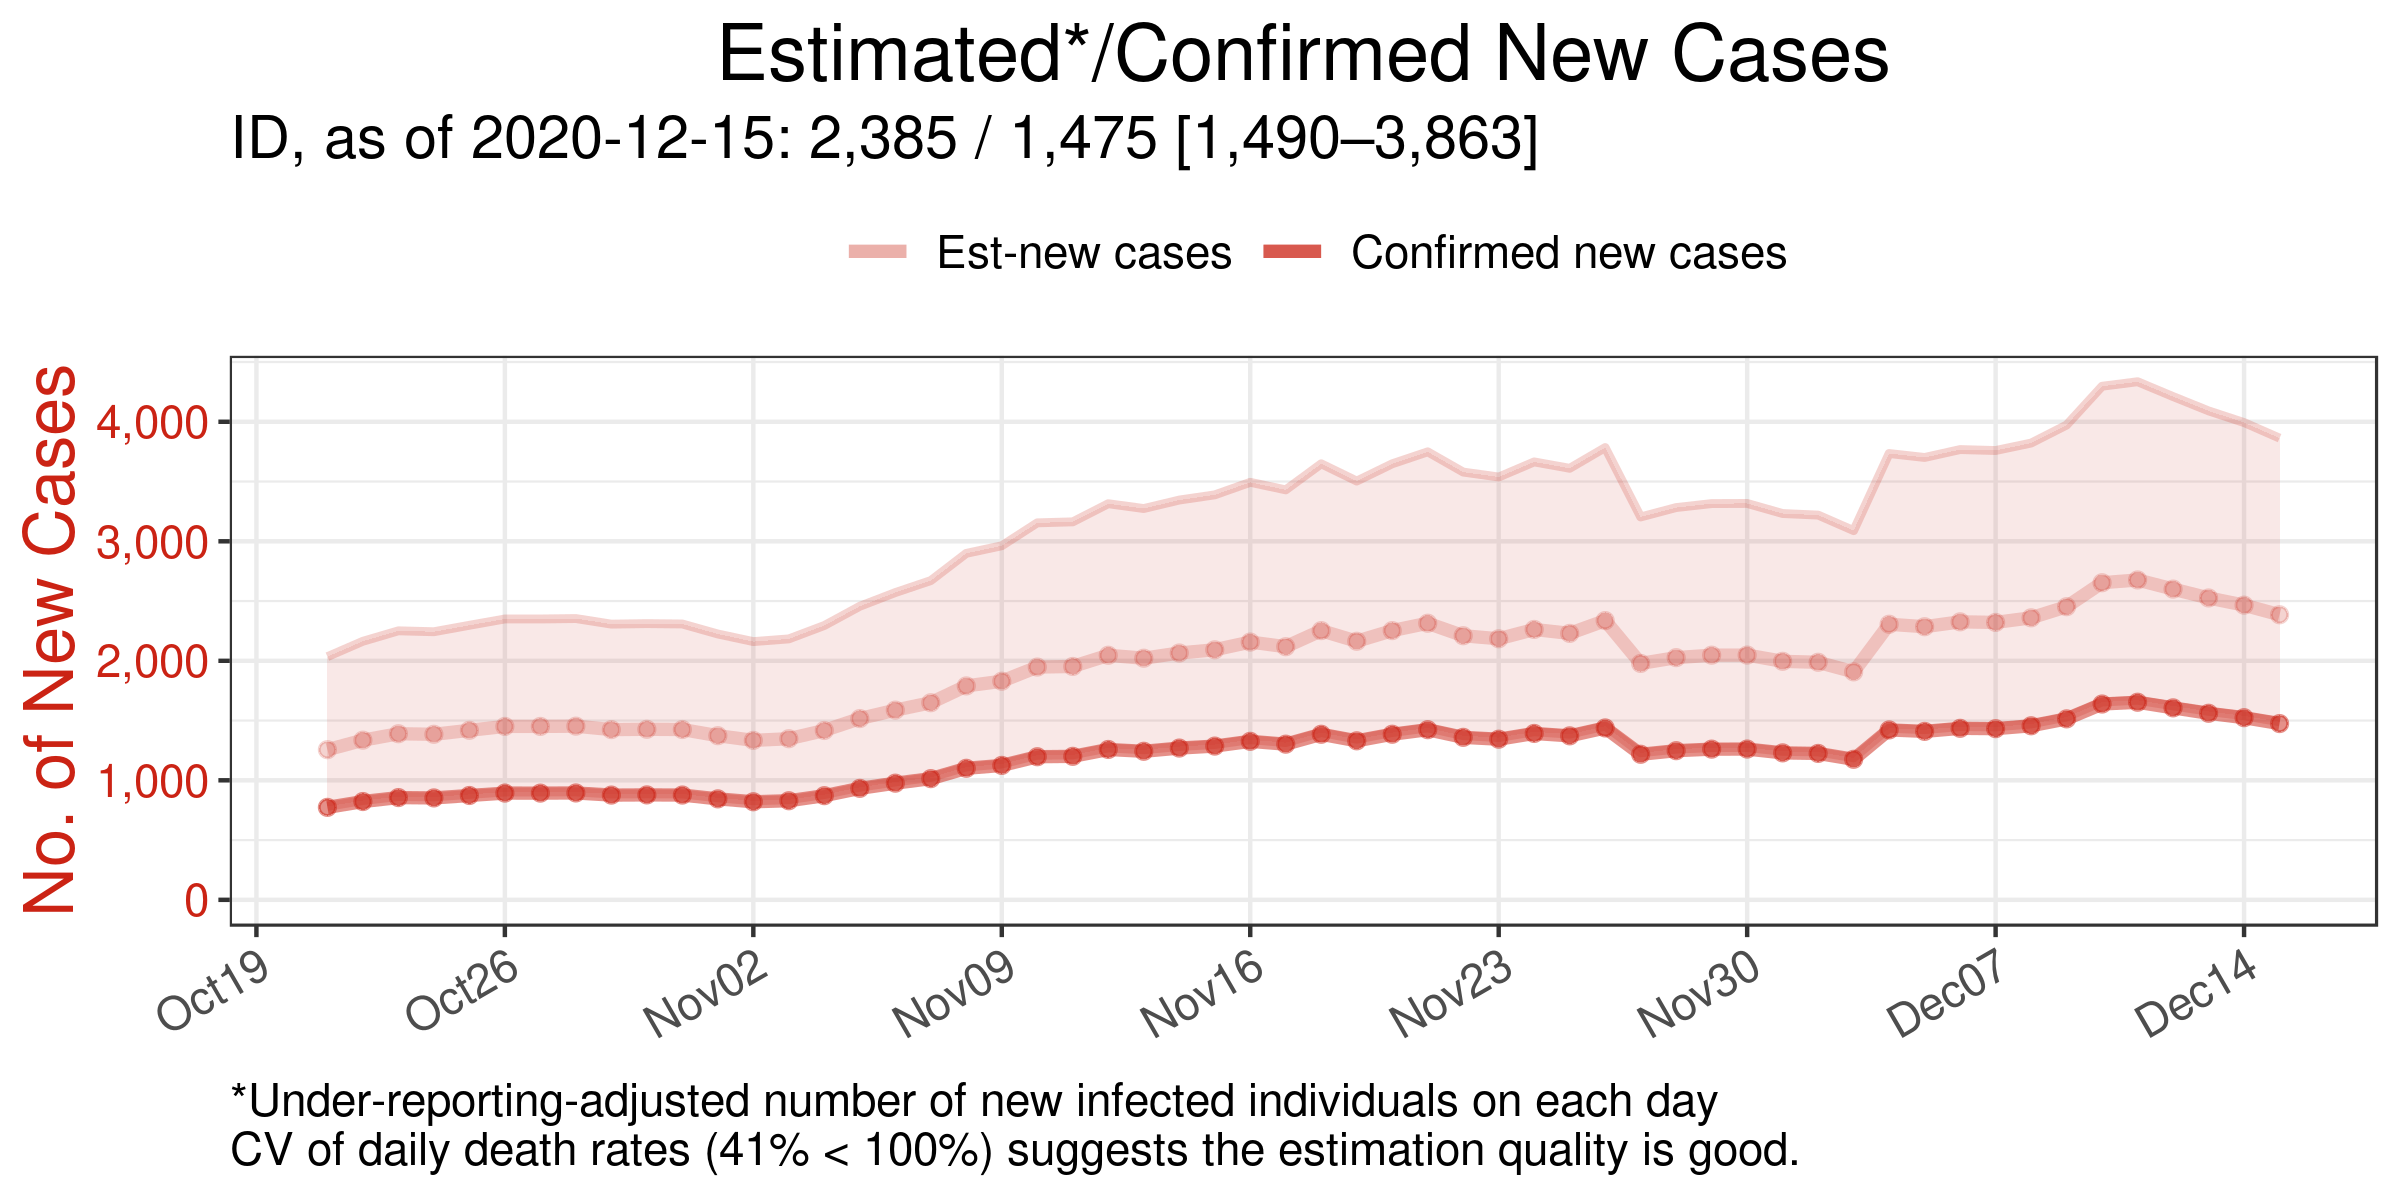 Estimated*/Confirmed New Cases
ID, as of 2020-12-15: 2,385 / 1,475 [1,490–3,863]
Est-new cases
Confirmed new cases
No. of New Cases
4,000
3,000
2,000
1,000
0
Oct19
Oct26
Nov02
Nov09
Nov16
Nov23
Nov30
Dec07
Dec14
*Under-reporting-adjusted number of new infected individuals on each day
CV of daily death rates (41% < 100%) suggests the estimation quality is good.